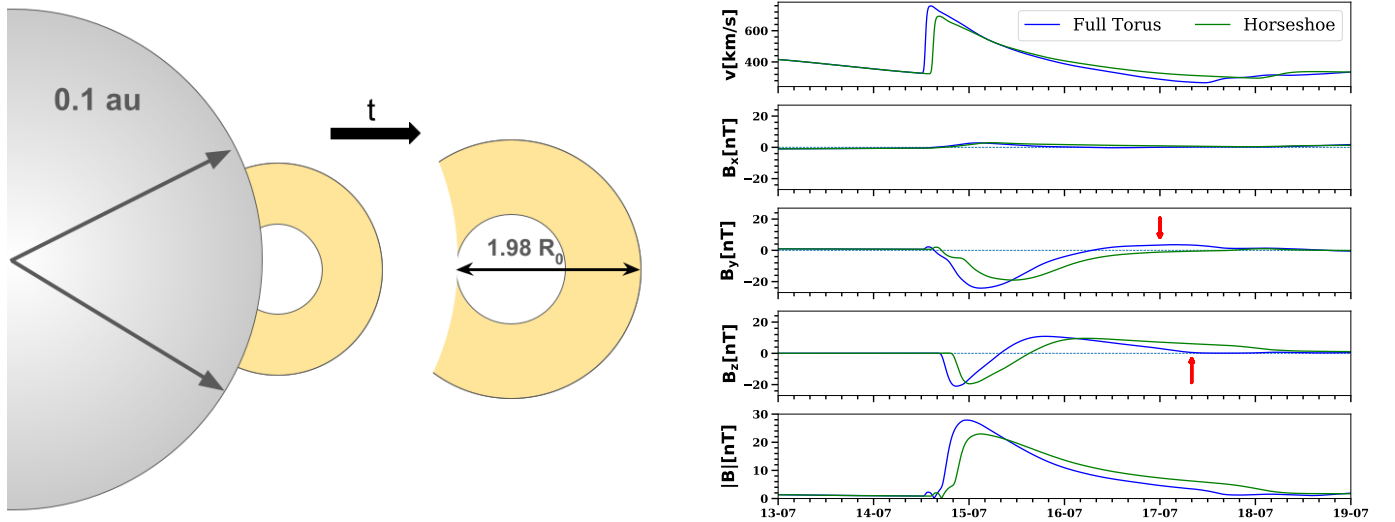 0.1 au
t
1.98 R₀
Full Torus
Horseshoe
v[km/s]
600
400
Bₓ[nT]
20
0
−20
Bᵧ[nT]
20
0
−20
B_z[nT]
20
0
−20
|B|[nT]
30
20
10
0
13-07 14-07 15-07 16-07 17-07 18-07 19-07